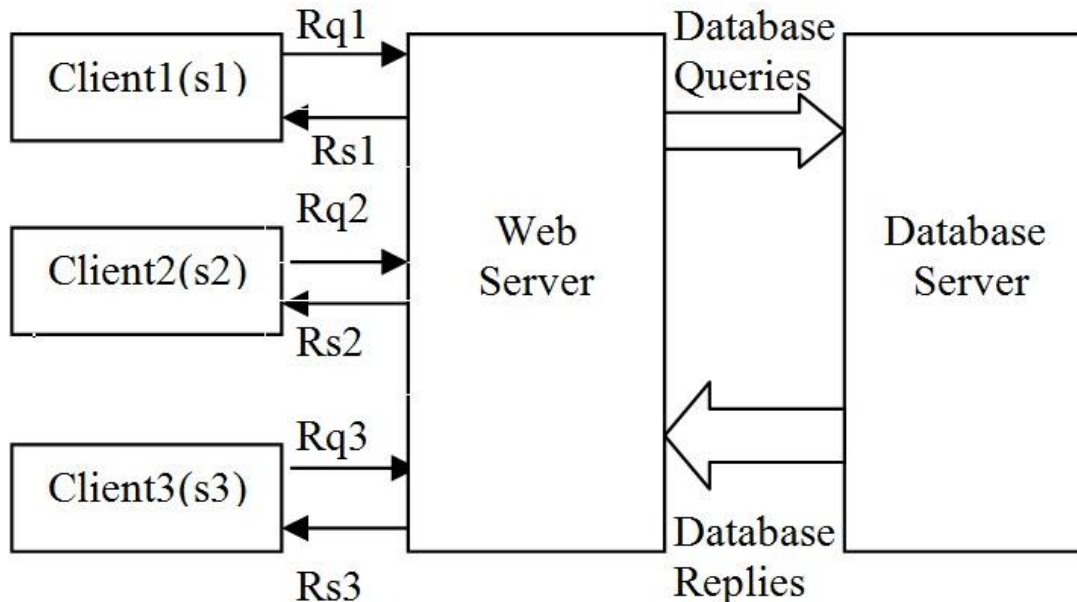 Rq1
Client1(s1)
Rs1
Rq2
Client2(s2)
Rs2
Rq3
Client3(s3)
Rs3
Web
Server
Database
Queries
Database
Replies
Database
Server